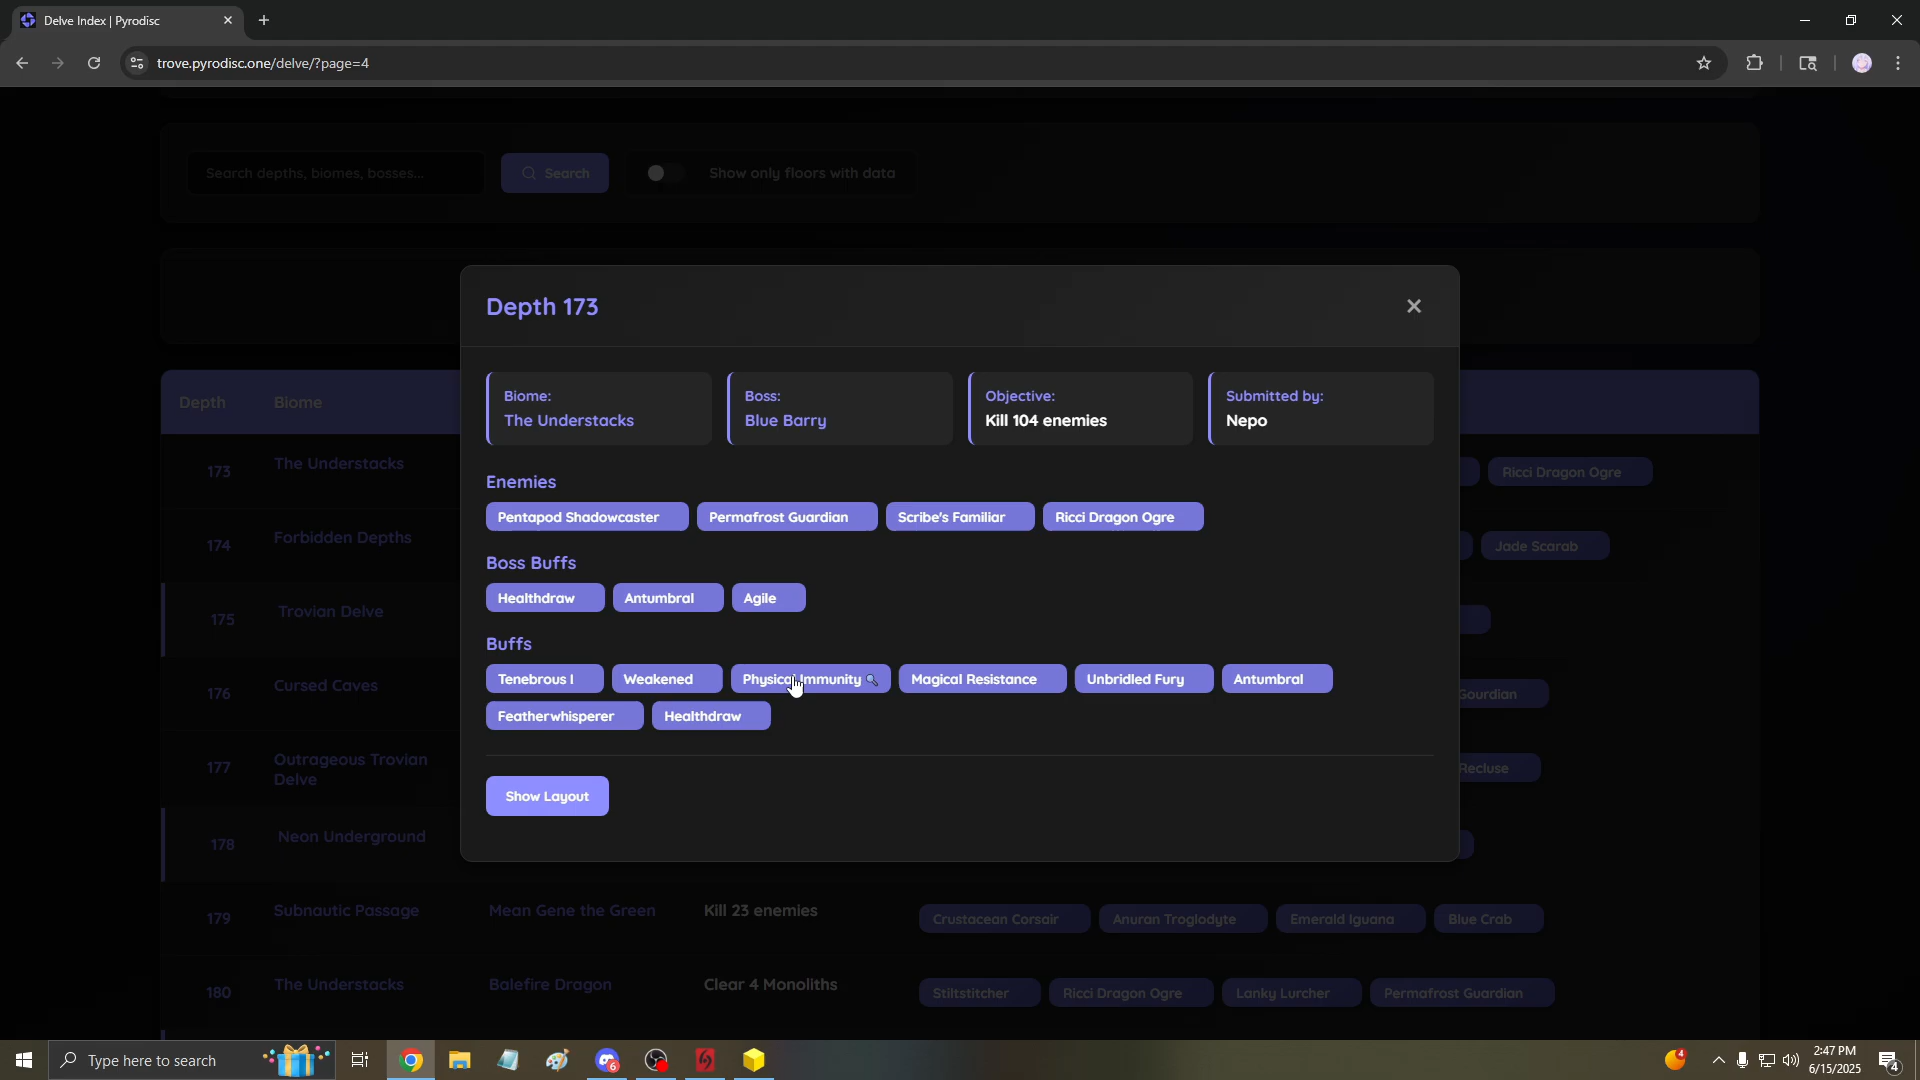 Delve Index | Pyrodisc
trove.pyrodisc.one/delve/?page=4
Search depths, biomes, bosses...
Search
Show only floors with data
Depth 173
Biome:
The Understacks
Boss:
Blue Barry
Objective:
Kill 104 enemies
Submitted by:
Nepo
Enemies
Pentapod Shadowcaster
Permafrost Guardian
Scribe's Familiar
Ricci Dragon Ogre
Boss Buffs
Healthdraw
Antumbral
Agile
Buffs
Tenebrous I
Weakened
Physical Immunity
Magical Resistance
Unbridled Fury
Antumbral
Featherwhisperer
Healthdraw
Show Layout
Depth Biome
173 The Understacks Ricci Dragon Ogre
174 Forbidden Depths Jade Scarab
175 Trovian Delve
176 Cursed Caves Gourdian
177 Outrageous Trovian
Delve
Recluse
178 Neon Underground
179 Subnautic Passage Mean Gene the Green Kill 23 enemies Crustacean Corsair Anuran Troglodyte Emerald Iguana Blue Crab
180 The Understacks Balefire Dragon Clear 4 Monoliths Stiltstitcher Ricci Dragon Ogre Lanky Lurcher Permafrost Guardian
Type here to search
6
4
2:47 PM
6/15/2025
4